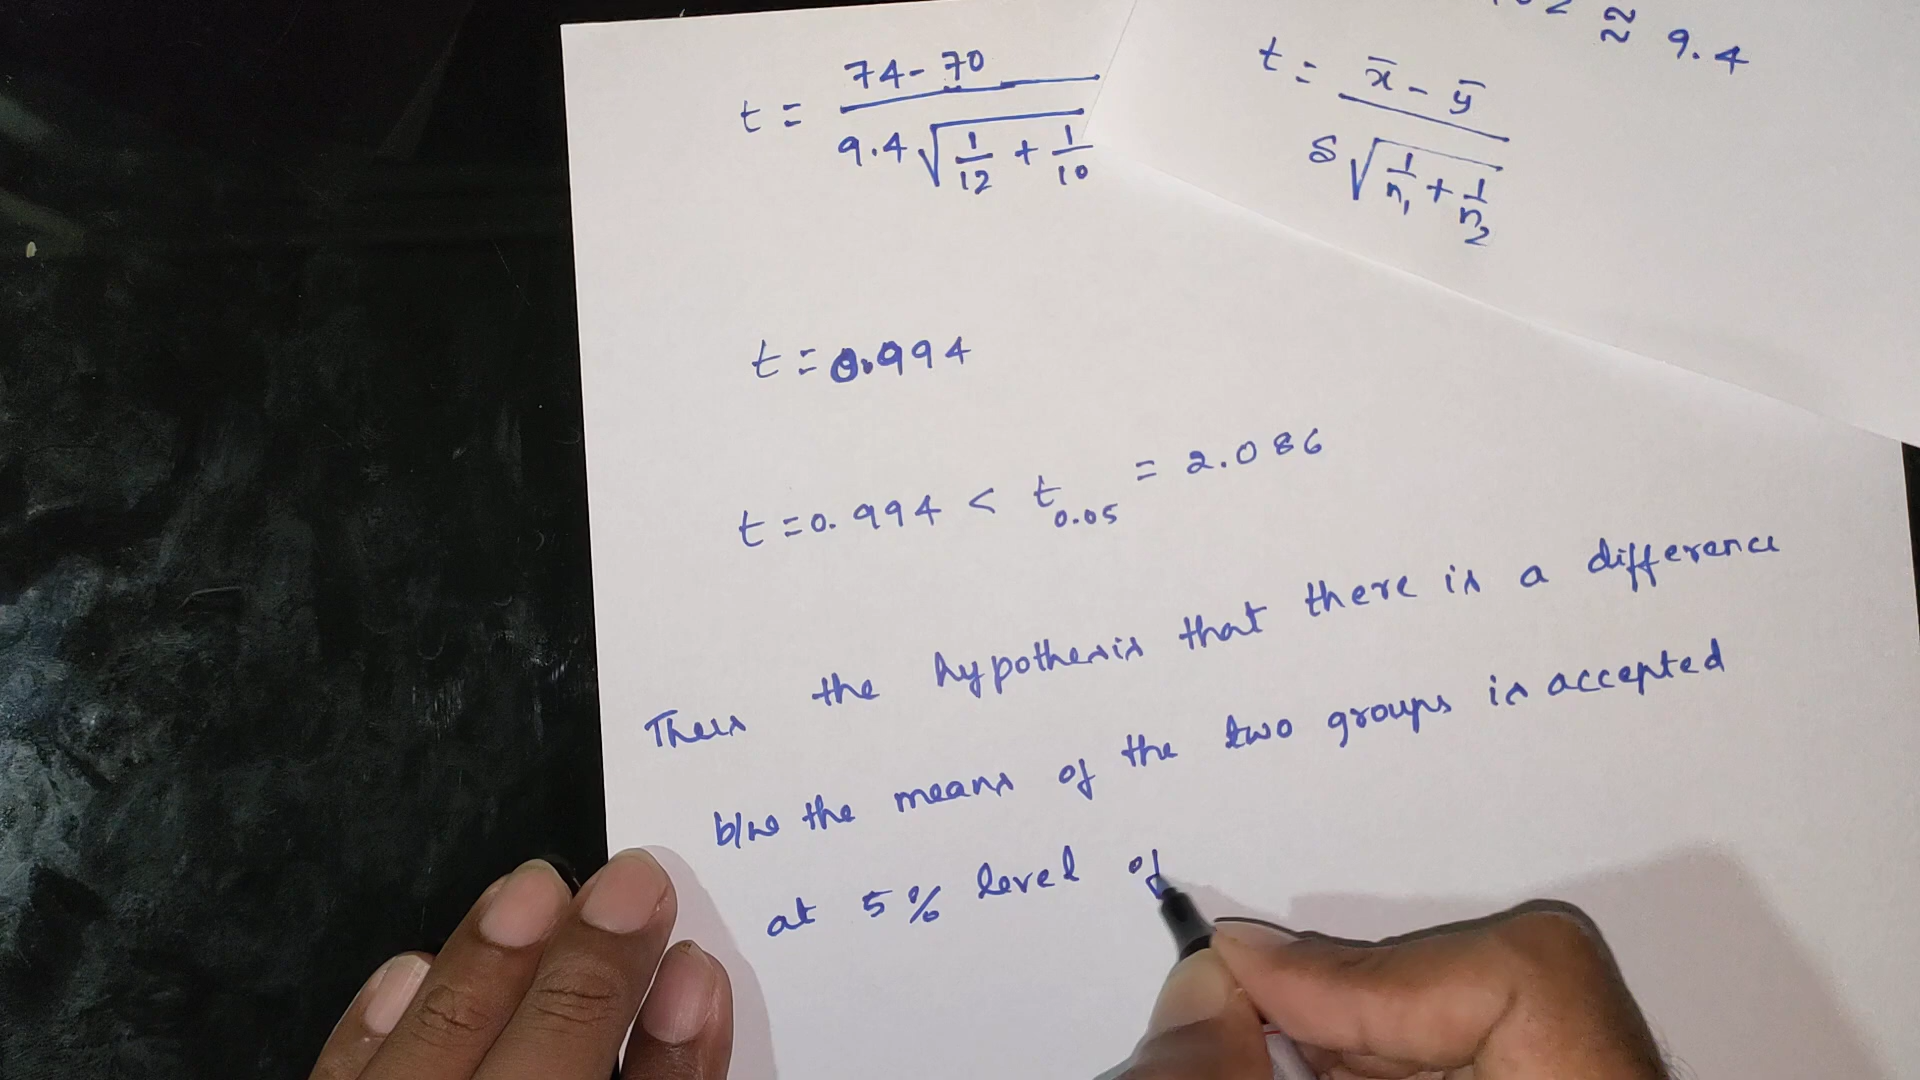 ≈ 9.4
t = x̄ - ȳ / S√(1/n₁ + 1/n₂)
t = 74 - 70 / 9.4√(1/12 + 1/10)
t = 0.994
t = 0.994 < t₀.₀₅ = 2.086
the hypothesis that there is a difference
b/w the means of the two groups is accepted
at 5% level of